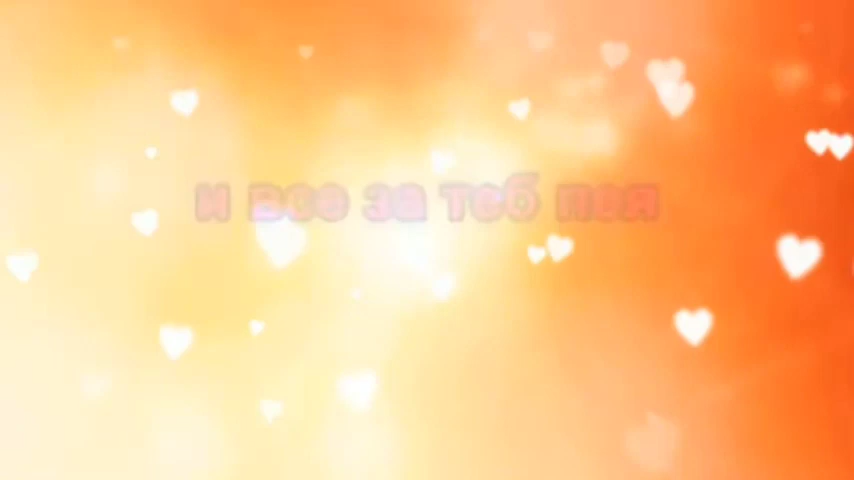 и все за теб пея